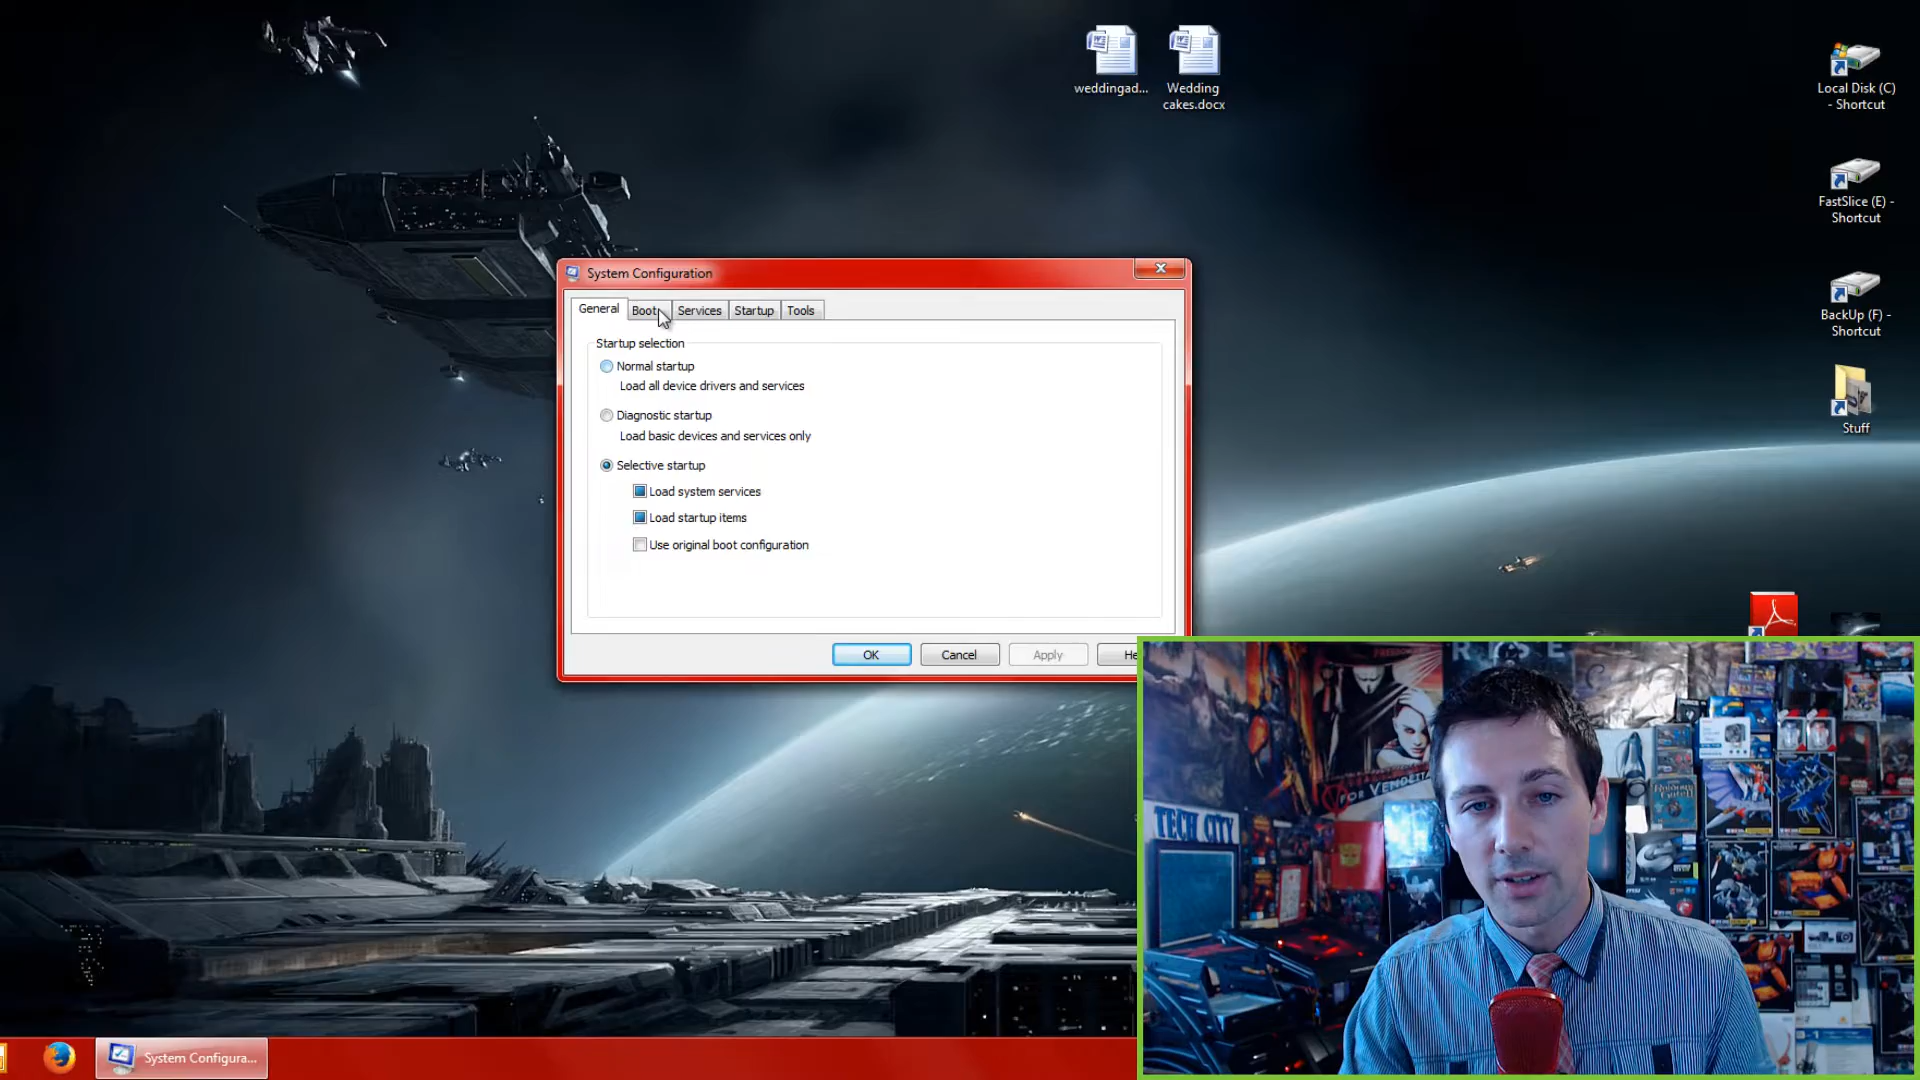 weddingad...
Wedding
cakes.docx
Local Disk (C)
- Shortcut
FastSlice (E) -
Shortcut
BackUp (F) -
Shortcut
Stuff
System Configuration
General
Boot
Services
Startup
Tools
Startup selection
Normal startup
Load all device drivers and services
Diagnostic startup
Load basic devices and services only
Selective startup
Load system services
Load startup items
Use original boot configuration
OK
Cancel
Apply
He
RISE
FOR VENDETTA
TECH CITY
System Configura...